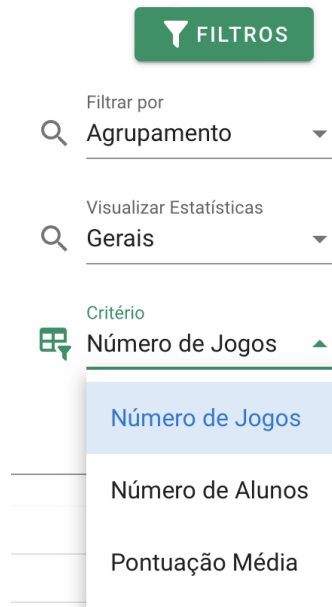 FILTROS
Filtrar por
Agrupamento
Visualizar Estatísticas
Gerais
Critério
Número de Jogos
Número de Jogos
Número de Alunos
Pontuação Média